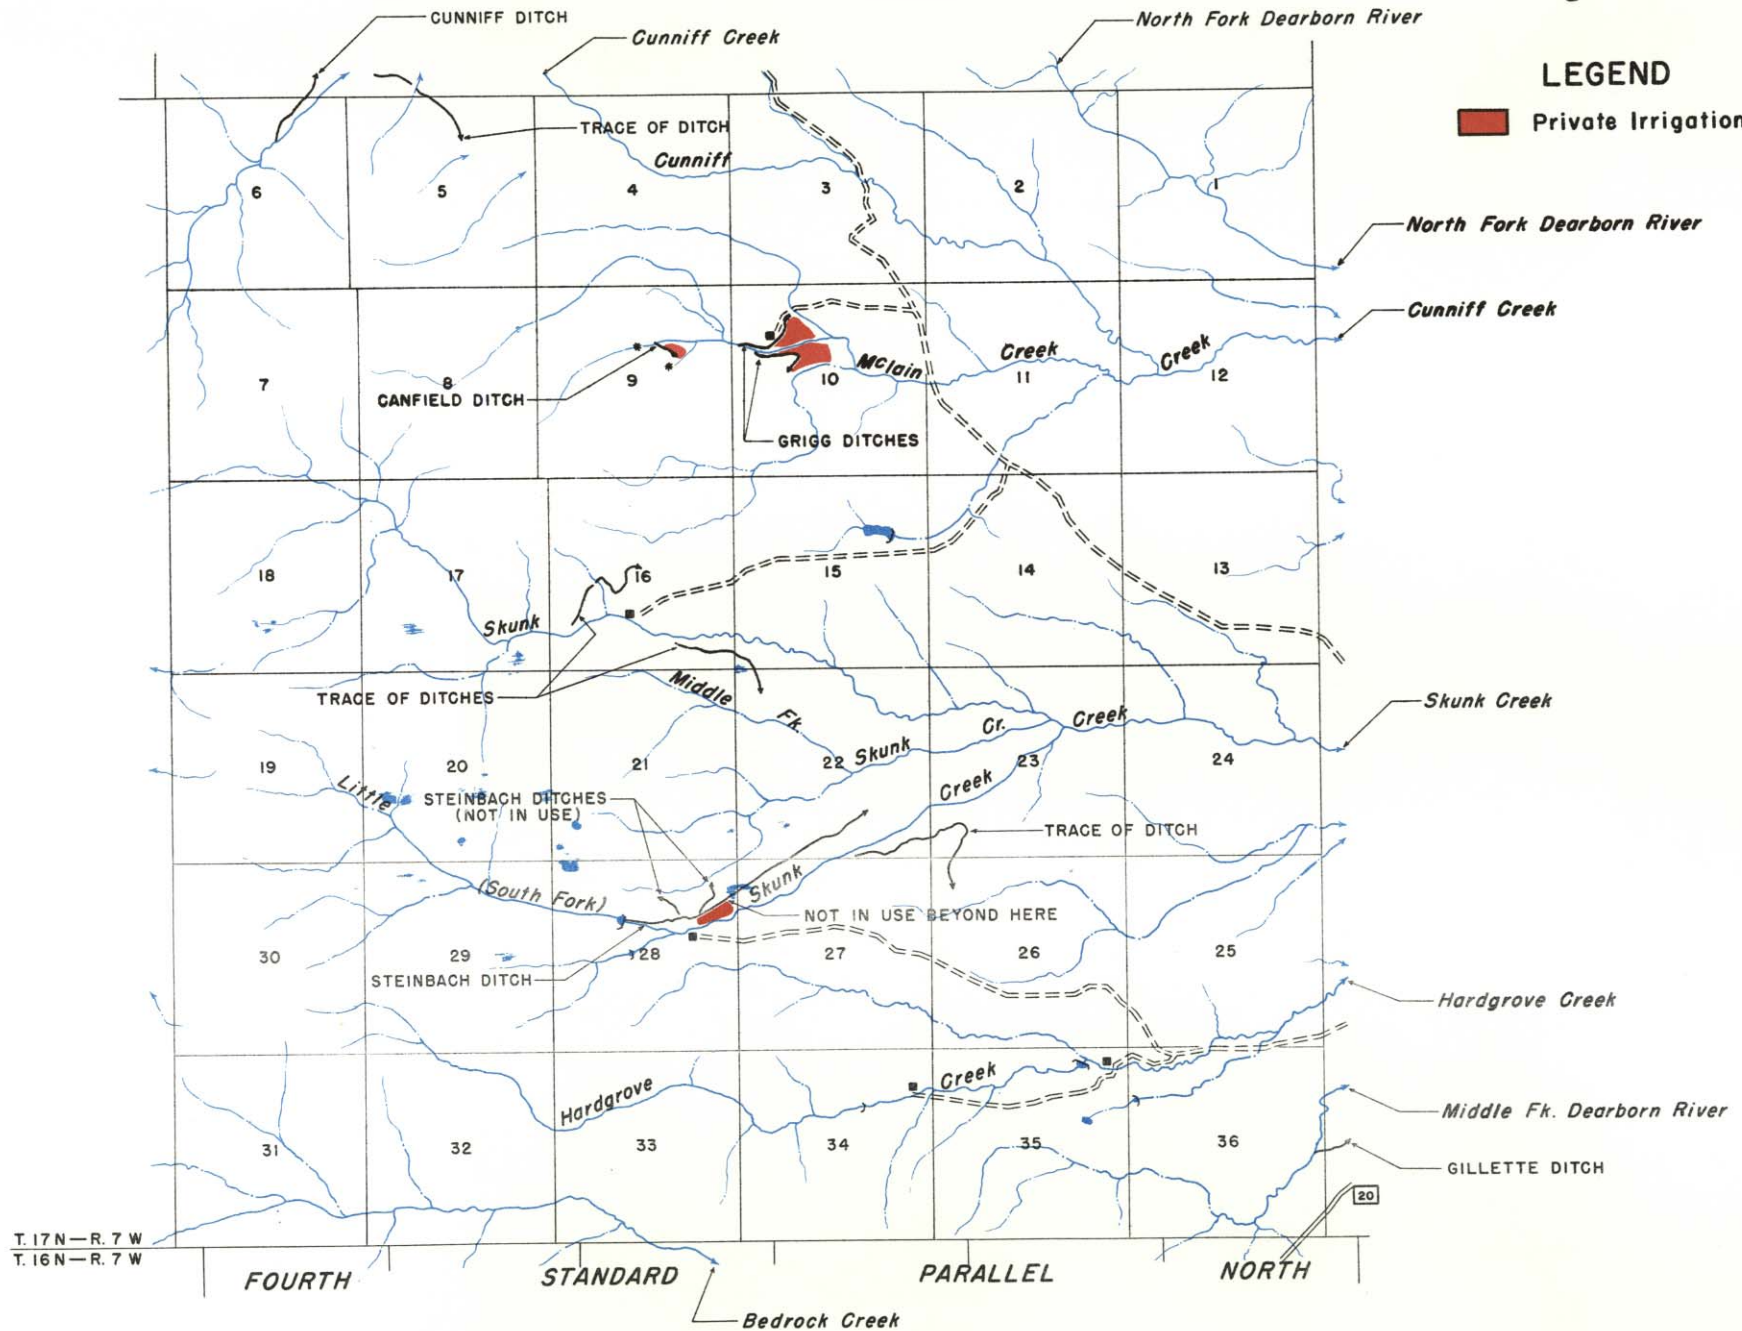 CUNNIFF DITCH
Cunniff Creek
North Fork Dearborn River
LEGEND
Private Irrigation
TRACE OF DITCH
Cunniff
6
5
4
3
2
1
North Fork Dearborn River
Cunniff Creek
7
8
9
10
McLain
Creek
11
Creek
12
CANFIELD DITCH
GRIGG DITCHES
18
17
16
15
14
13
Skunk
TRACE OF DITCHES
Middle
Fk.
Skunk
Cr.
Creek
Skunk Creek
19
20
21
22
23
24
Little
STEINBACH DITCHES
(NOT IN USE)
Creek
TRACE OF DITCH
(South Fork)
Skunk
NOT IN USE BEYOND HERE
30
29
28
27
26
25
STEINBACH DITCH
Hardgrove Creek
Hardgrove
Creek
Middle Fk. Dearborn River
31
32
33
34
35
36
GILLETTE DITCH
20
T. 17 N — R. 7 W
T. 16 N — R. 7 W
FOURTH STANDARD PARALLEL NORTH
Bedrock Creek